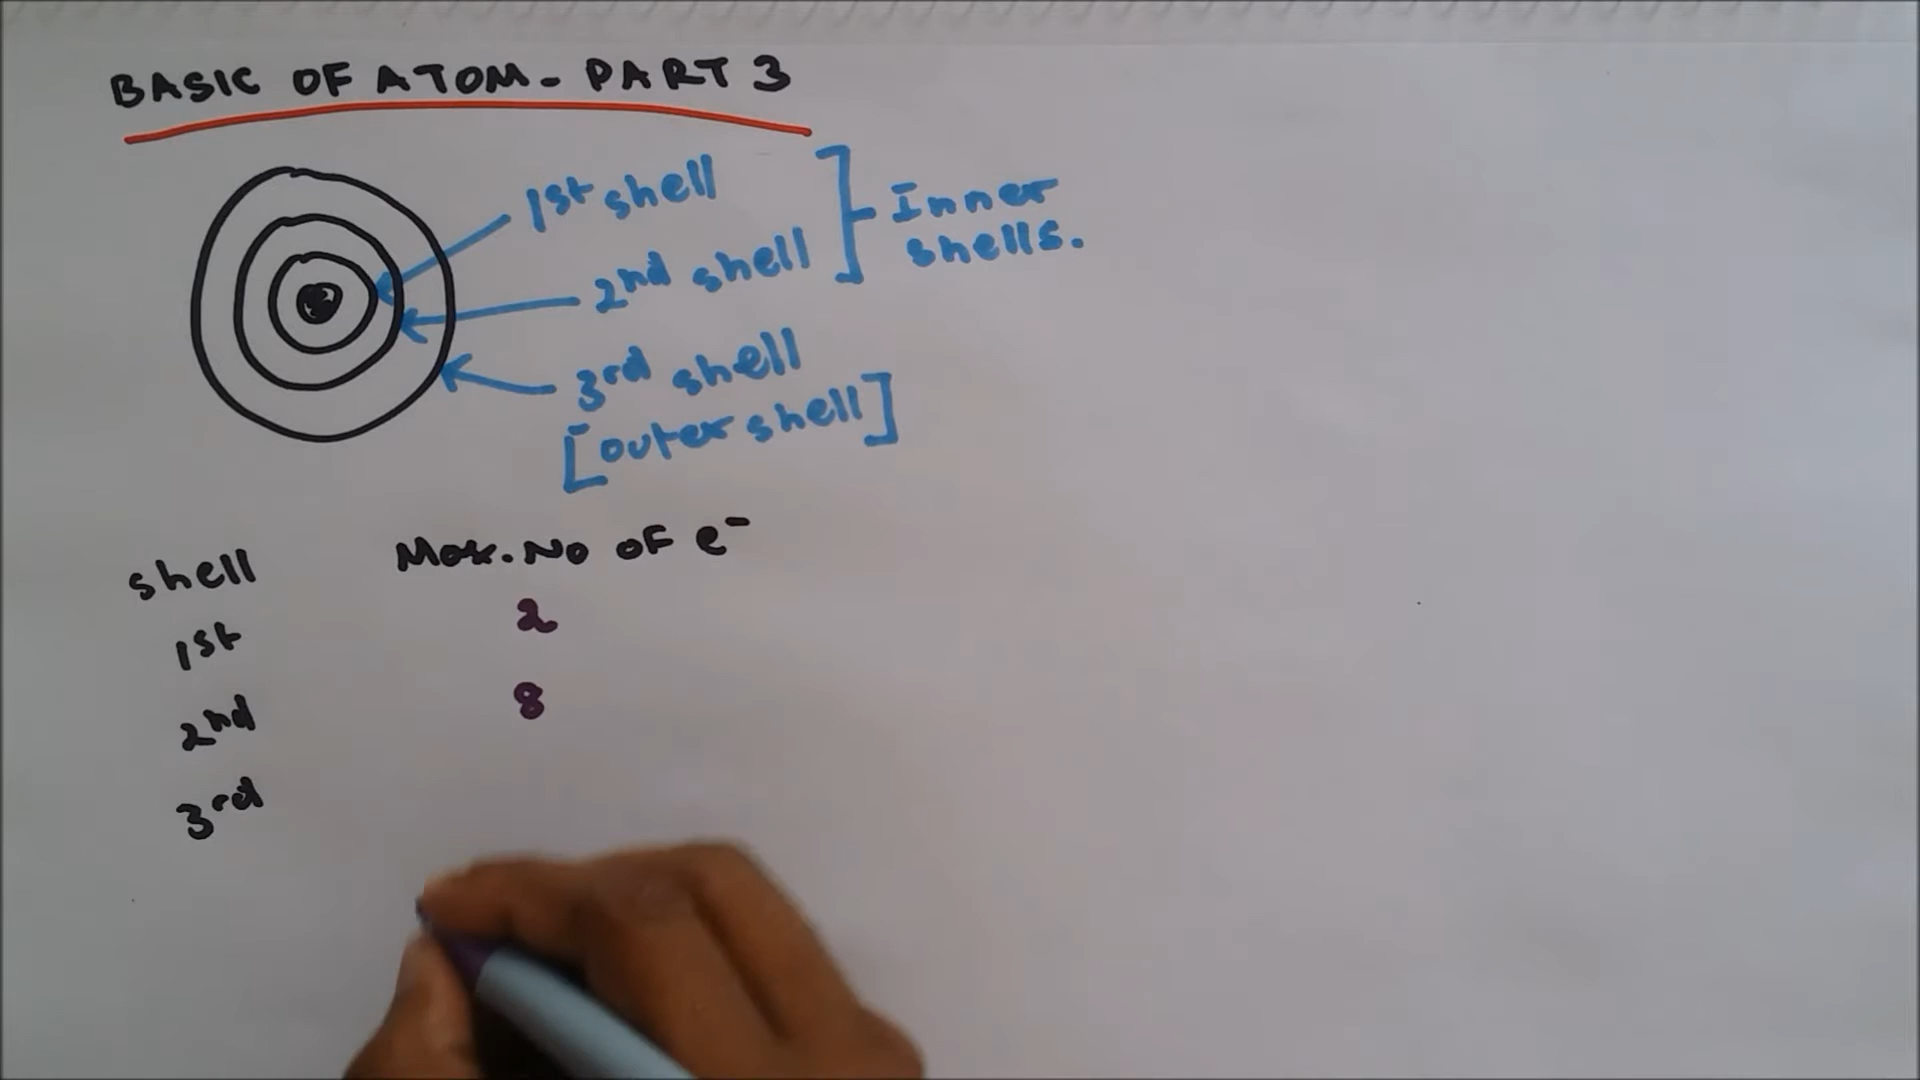 BASIC OF ATOM - PART 3
1st shell
2nd shell
Inner
shells.
3rd shell
[outer shell]
shell Max. No of e⁻
1st 2
2nd 8
3rd